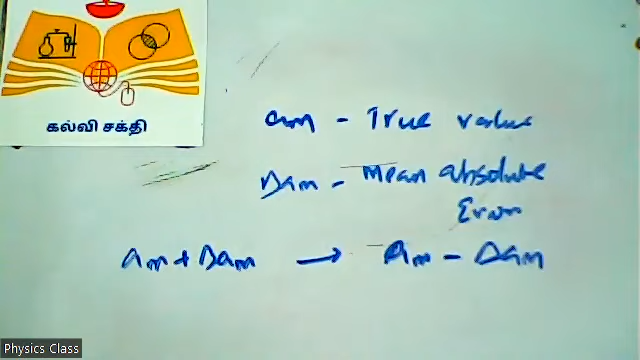 கல்வி சக்தி
am - True value
Δam - Mean absolute
Error
am + Δam → am - Δam
Physics Class